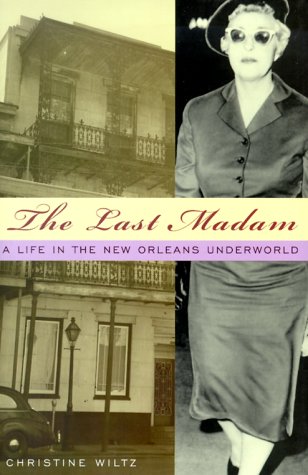 The Last Madam
A LIFE IN THE NEW ORLEANS UNDERWORLD
CHRISTINE WILTZ